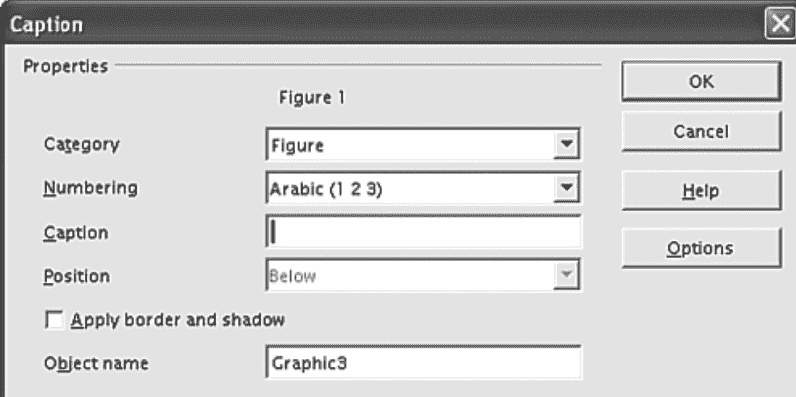 Caption
Properties
Figure 1
Category Figure
Numbering Arabic (1 2 3)
Caption
Position Below
Apply border and shadow
Object name Graphic3
OK
Cancel
Help
Options